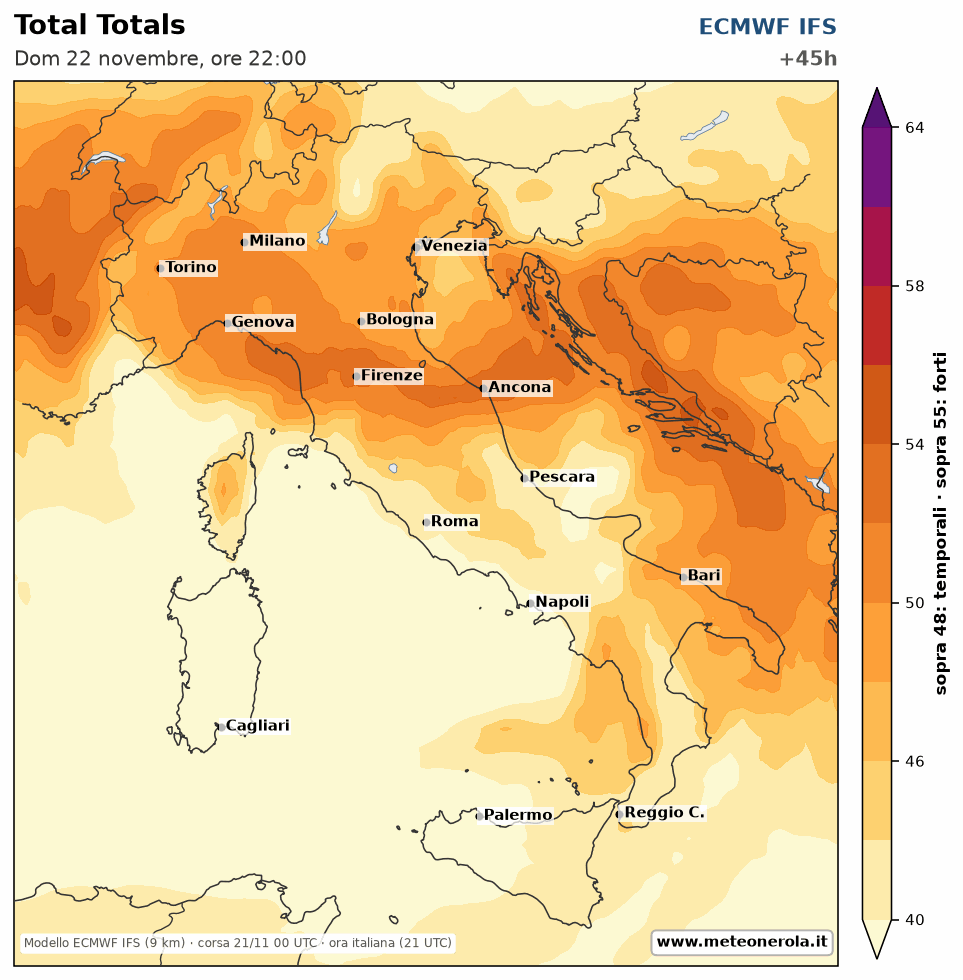 Total Totals
ECMWF IFS
Dom 22 novembre, ore 22:00
+45h
Milano
Venezia
Torino
Genova
Bologna
Firenze
Ancona
Pescara
Roma
Bari
Napoli
Cagliari
Palermo
Reggio C.
64
58
54
50
46
40
sopra 48: temporali · sopra 55: forti
Modello ECMWF IFS (9 km) · corsa 21/11 00 UTC · ora italiana (21 UTC)
www.meteonerola.it